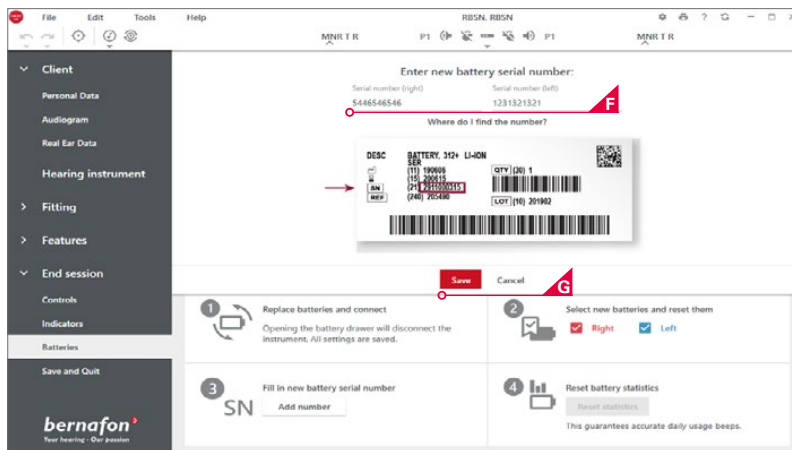 File Edit Tools Help RBSN, RBSN ?
MNR T R P1 P1 MNR T R
Client
Personal Data
Audiogram
Real Ear Data
Hearing instrument
Fitting
Features
End session
Controls
Indicators
Batteries
Save and Quit
bernafon
Your hearing · Our passion
Enter new battery serial number:
Serial number (right) Serial number (left)
5446546546 1231321321
F
Where do I find the number?
DESC BATTERY, 312+ LI-ION
SER
(11) 190606 QTY (30) 1
(15) 200615
SN (21) 2911000315
REF (240) 205490 LOT (10) 201902
Save Cancel
G
1 Replace batteries and connect
Opening the battery drawer will disconnect the
instrument. All settings are saved.
2 Select new batteries and reset them
Right Left
3 SN Fill in new battery serial number
Add number
4 Reset battery statistics
Reset statistics
This guarantees accurate daily usage beeps.